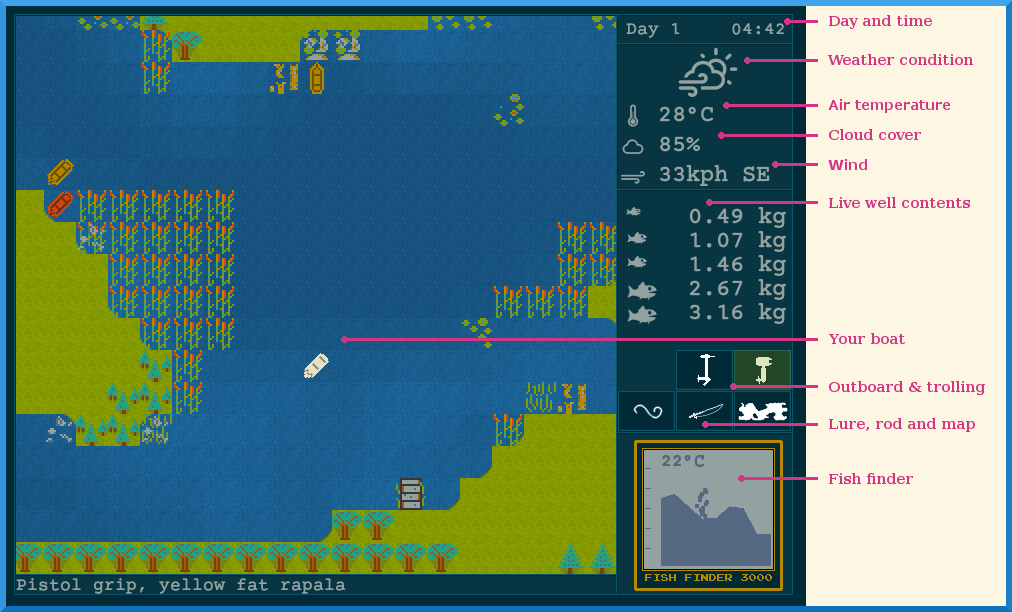 Day 1 04:42
28°C
85%
33kph SE
0.49 kg
1.07 kg
1.46 kg
2.67 kg
3.16 kg
22°C
FISH FINDER 3000
Pistol grip, yellow fat rapala
Day and time
Weather condition
Air temperature
Cloud cover
Wind
Live well contents
Your boat
Outboard & trolling
Lure, rod and map
Fish finder